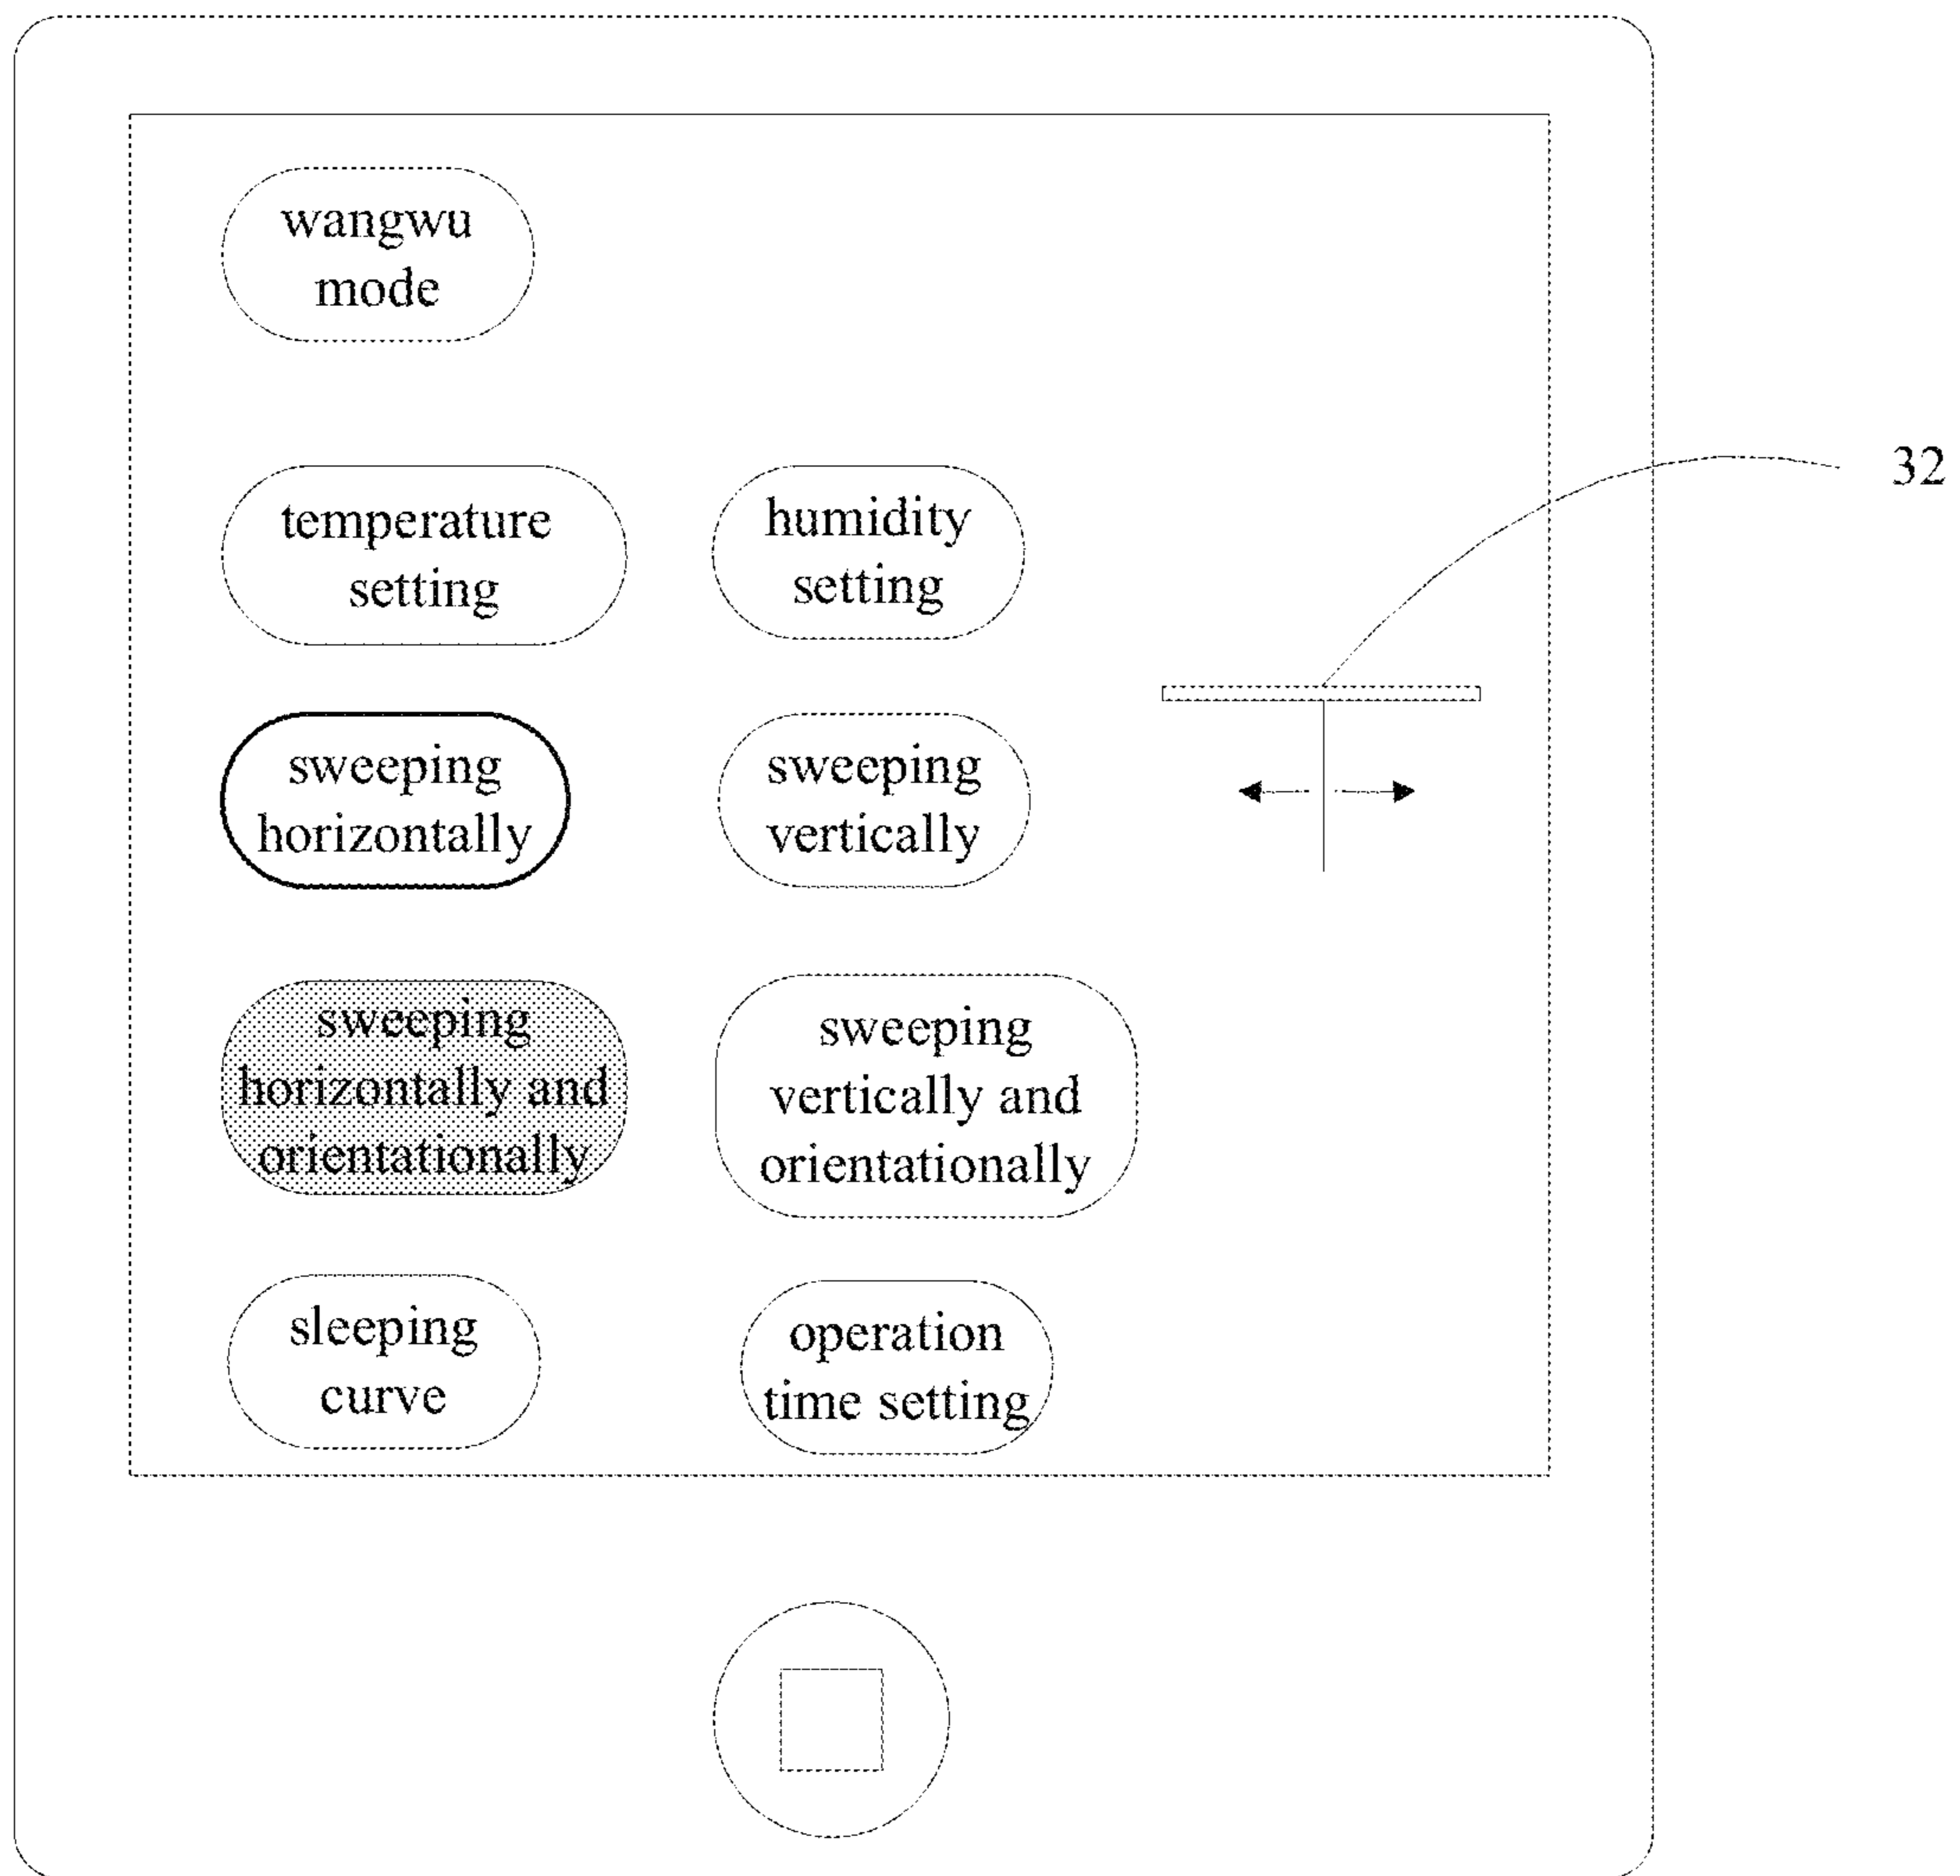 wangwu
mode
32
temperature
setting
humidity
setting
sweeping
horizontally
sweeping
vertically
sweeping
horizontally and
orientationally
sweeping
vertically and
orientationally
sleeping
curve
operation
time setting